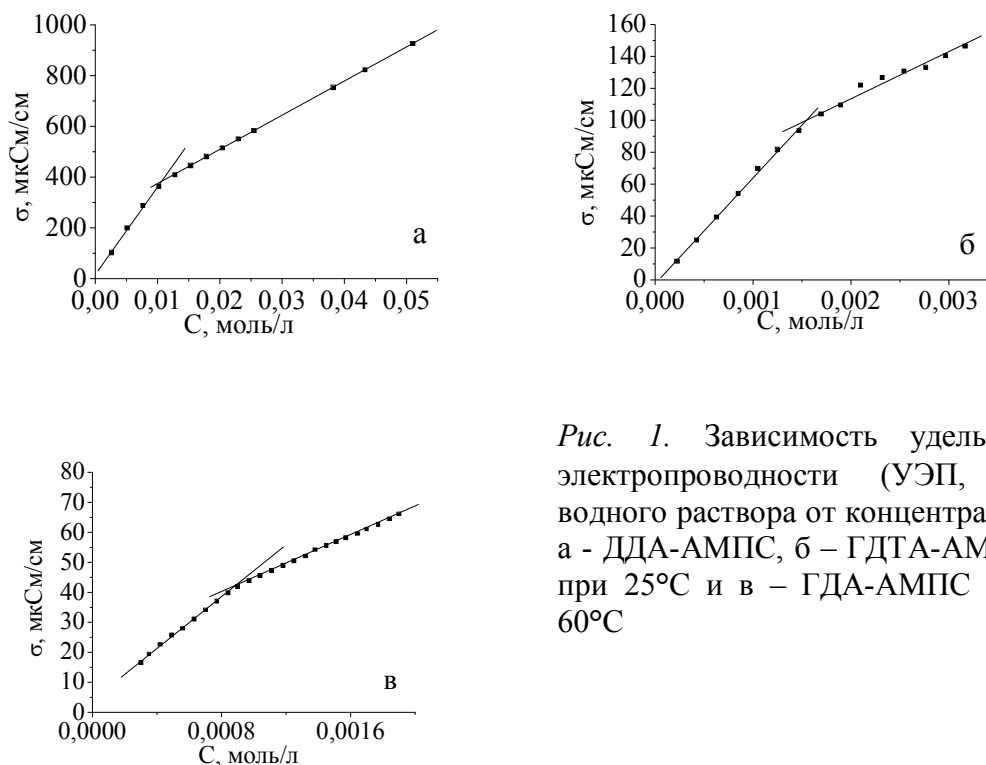 1000
800
600
400
200
0
σ, мкСм/см
0,00 0,01 0,02 0,03 0,04 0,05
С, моль/л
а
160
140
120
100
80
60
40
20
0
σ, мкСм/см
0,000 0,001 0,002 0,003
С, моль/л
б
80
70
60
50
40
30
20
10
0
σ, мкСм/см
0,0000 0,0008 0,0016
С, моль/л
в
Рис. 1. Зависимость удель
электропроводности (УЭП,
водного раствора от концентра
а - ДДА-АМПС, б – ГДТА-АМ
при 25°С и в – ГДА-АМПС
60°С